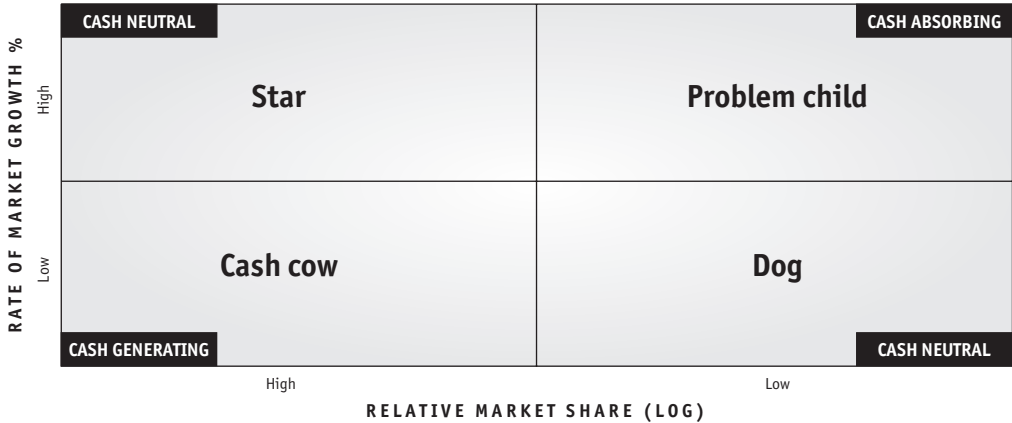 CASH NEUTRAL
CASH ABSORBING
RATE OF MARKET GROWTH %
High
Star
Problem child
Low
Cash cow
Dog
CASH GENERATING
CASH NEUTRAL
High
Low
RELATIVE MARKET SHARE (LOG)